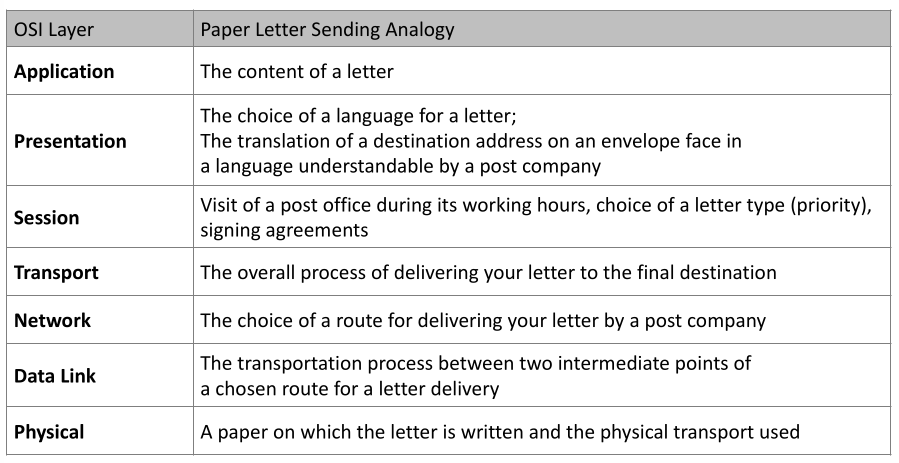 OSI Layer Paper Letter Sending Analogy
Application The content of a letter
The choice of a language for a letter;
Presentation The translation of a destination address on an envelope face in
a language understandable by a post company
Session Visit of a post office during its working hours, choice of a letter type (priority),
signing agreements
Transport The overall process of delivering your letter to the final destination
Network The choice of a route for delivering your letter by a post company
Data Link The transportation process between two intermediate points of
a chosen route for a letter delivery
Physical A paper on which the letter is written and the physical transport used